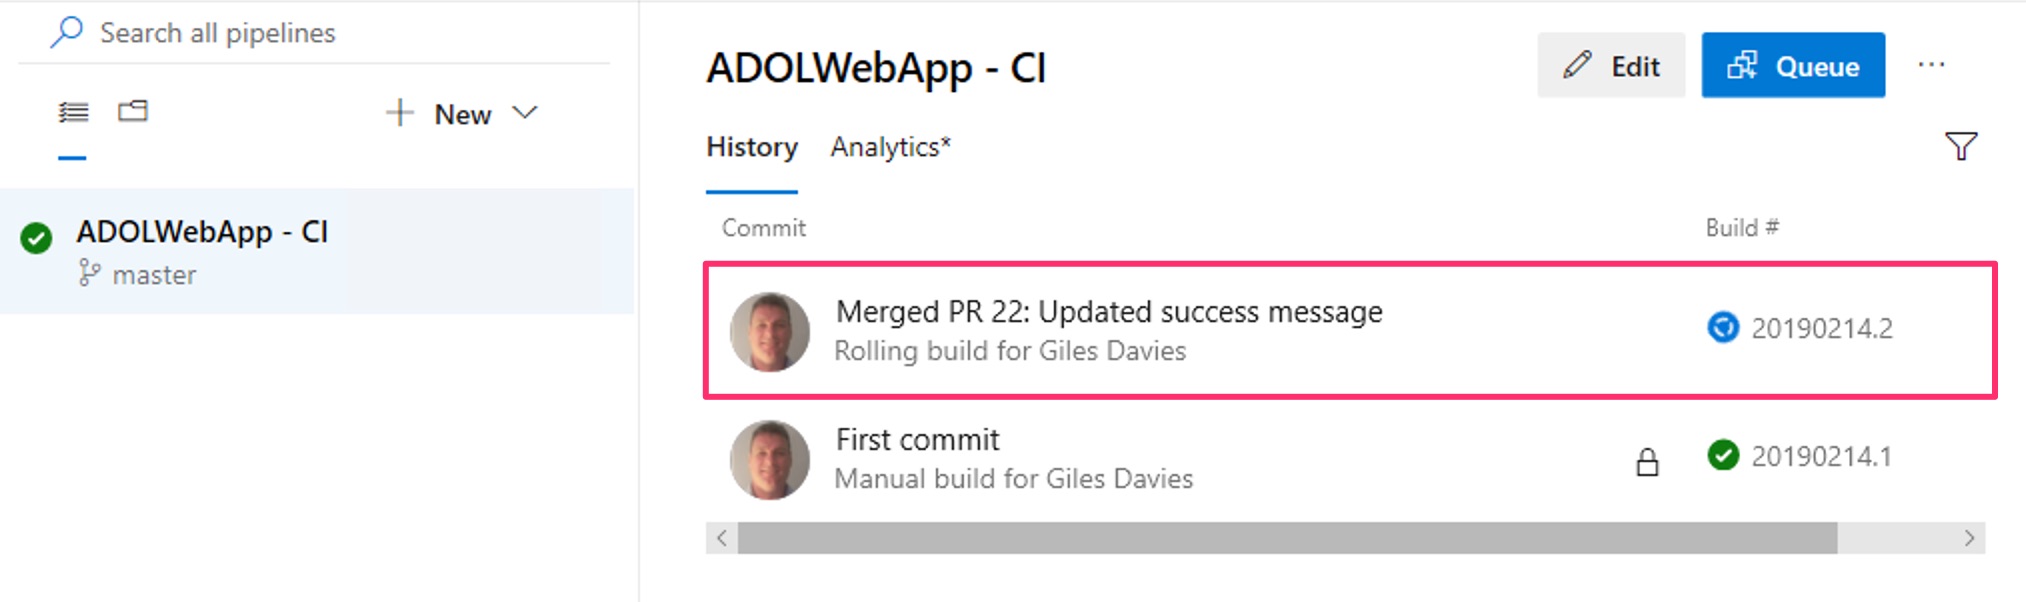 Search all pipelines
New
ADOLWebApp - CI
master
ADOLWebApp - CI
Edit
Queue
...
History
Analytics*
Commit
Build #
Merged PR 22: Updated success message
Rolling build for Giles Davies
20190214.2
First commit
Manual build for Giles Davies
20190214.1